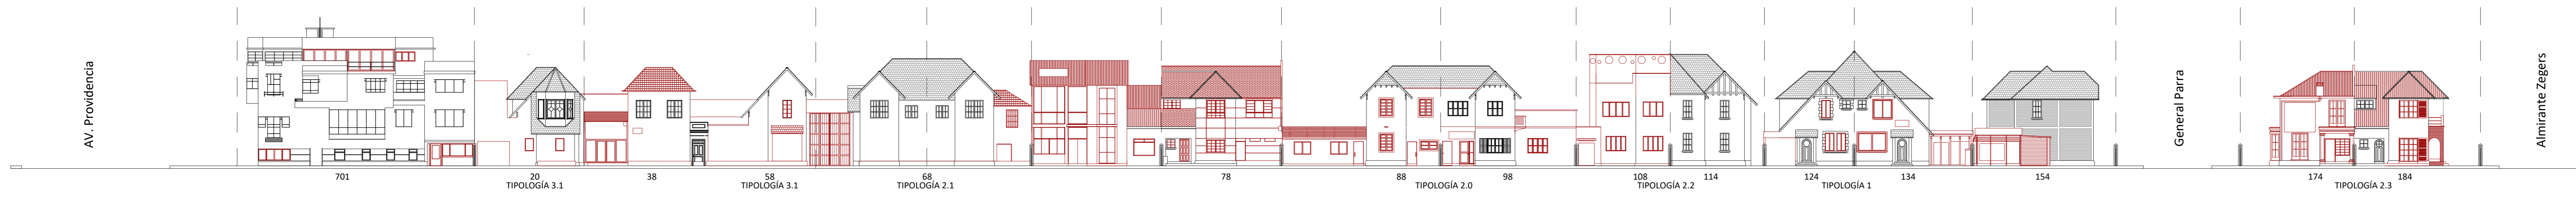 AV. Providencia
General Parra
Almirante Zegers
701 20 38 58 68 78 88 98 108 114 124 134 154 174 184
TIPOLOGÍA 3.1 TIPOLOGÍA 3.1 TIPOLOGÍA 2.1 TIPOLOGÍA 2.0 TIPOLOGÍA 2.2 TIPOLOGÍA 1 TIPOLOGÍA 2.3